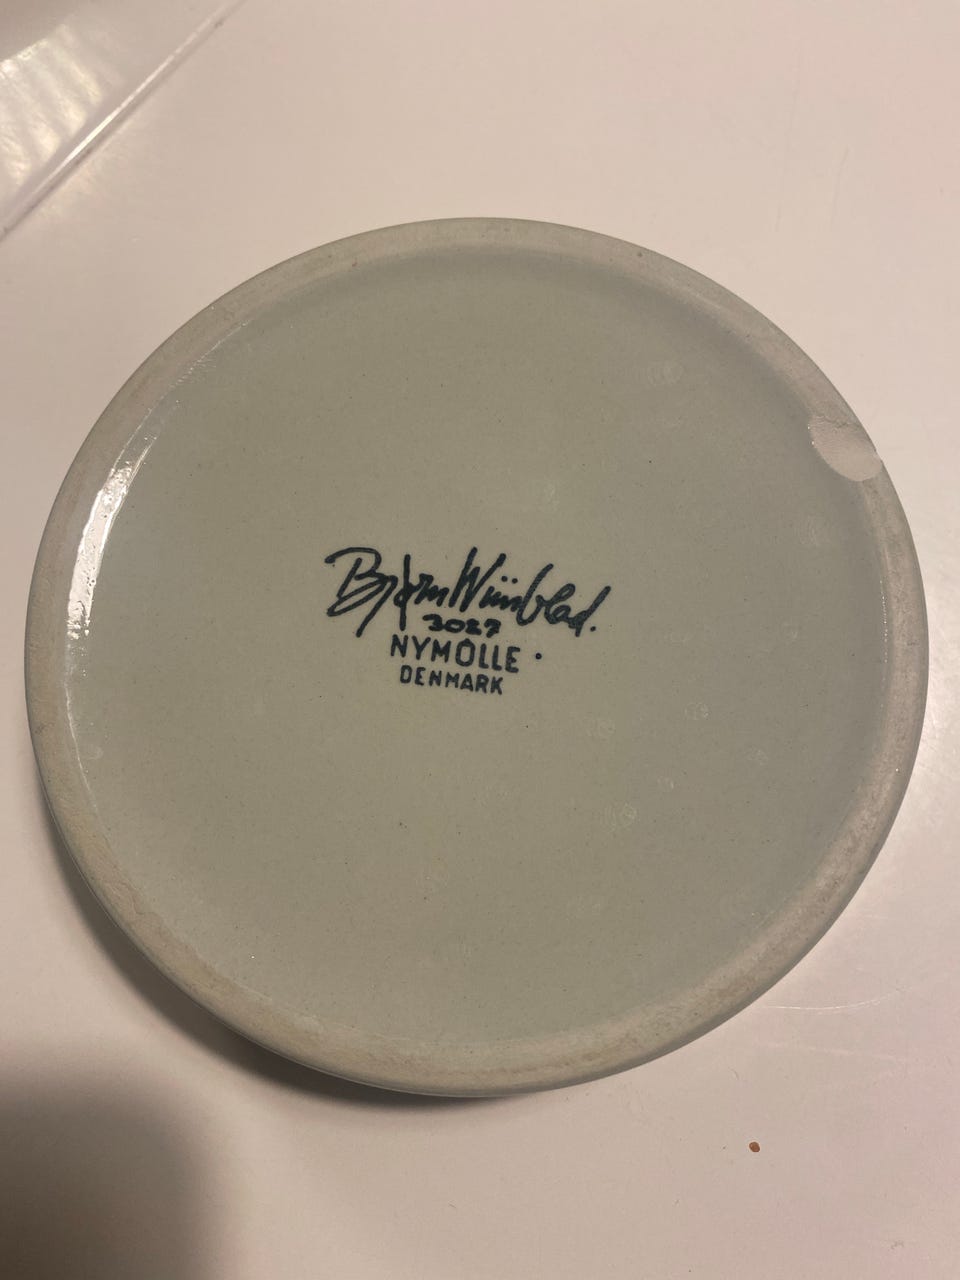 Bjørn Wiinblad.
3027
NYMÖLLE
DENMARK